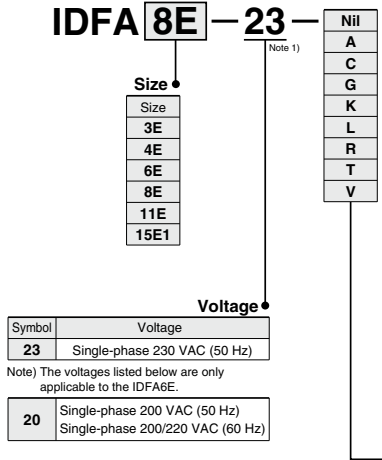 IDFA 8E — 23 —
Note 1)
Nil
A
C
G
K
L
R
T
V
Size
Size
3E
4E
6E
8E
11E
15E1
Voltage
Symbol Voltage
23 Single-phase 230 VAC (50 Hz)
Note) The voltages listed below are only
applicable to the IDFA6E.
20 Single-phase 200 VAC (50 Hz)
Single-phase 200/220 VAC (60 Hz)